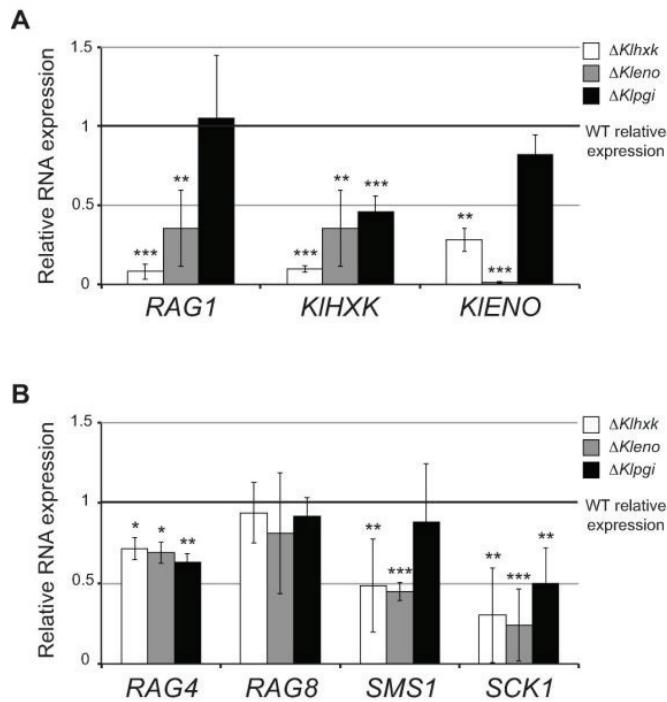 A
Relative RNA expression
1.5
1
0.5
0
ΔKlhxk
ΔKleno
ΔKlpgi
WT relative
expression
*** ** *** ** *** ** ***
RAG1 KlHXK KlENO
B
Relative RNA expression
1.5
1
0.5
0
ΔKlhxk
ΔKleno
ΔKlpgi
WT relative
expression
* * ** ** *** ** *** **
RAG4 RAG8 SMS1 SCK1